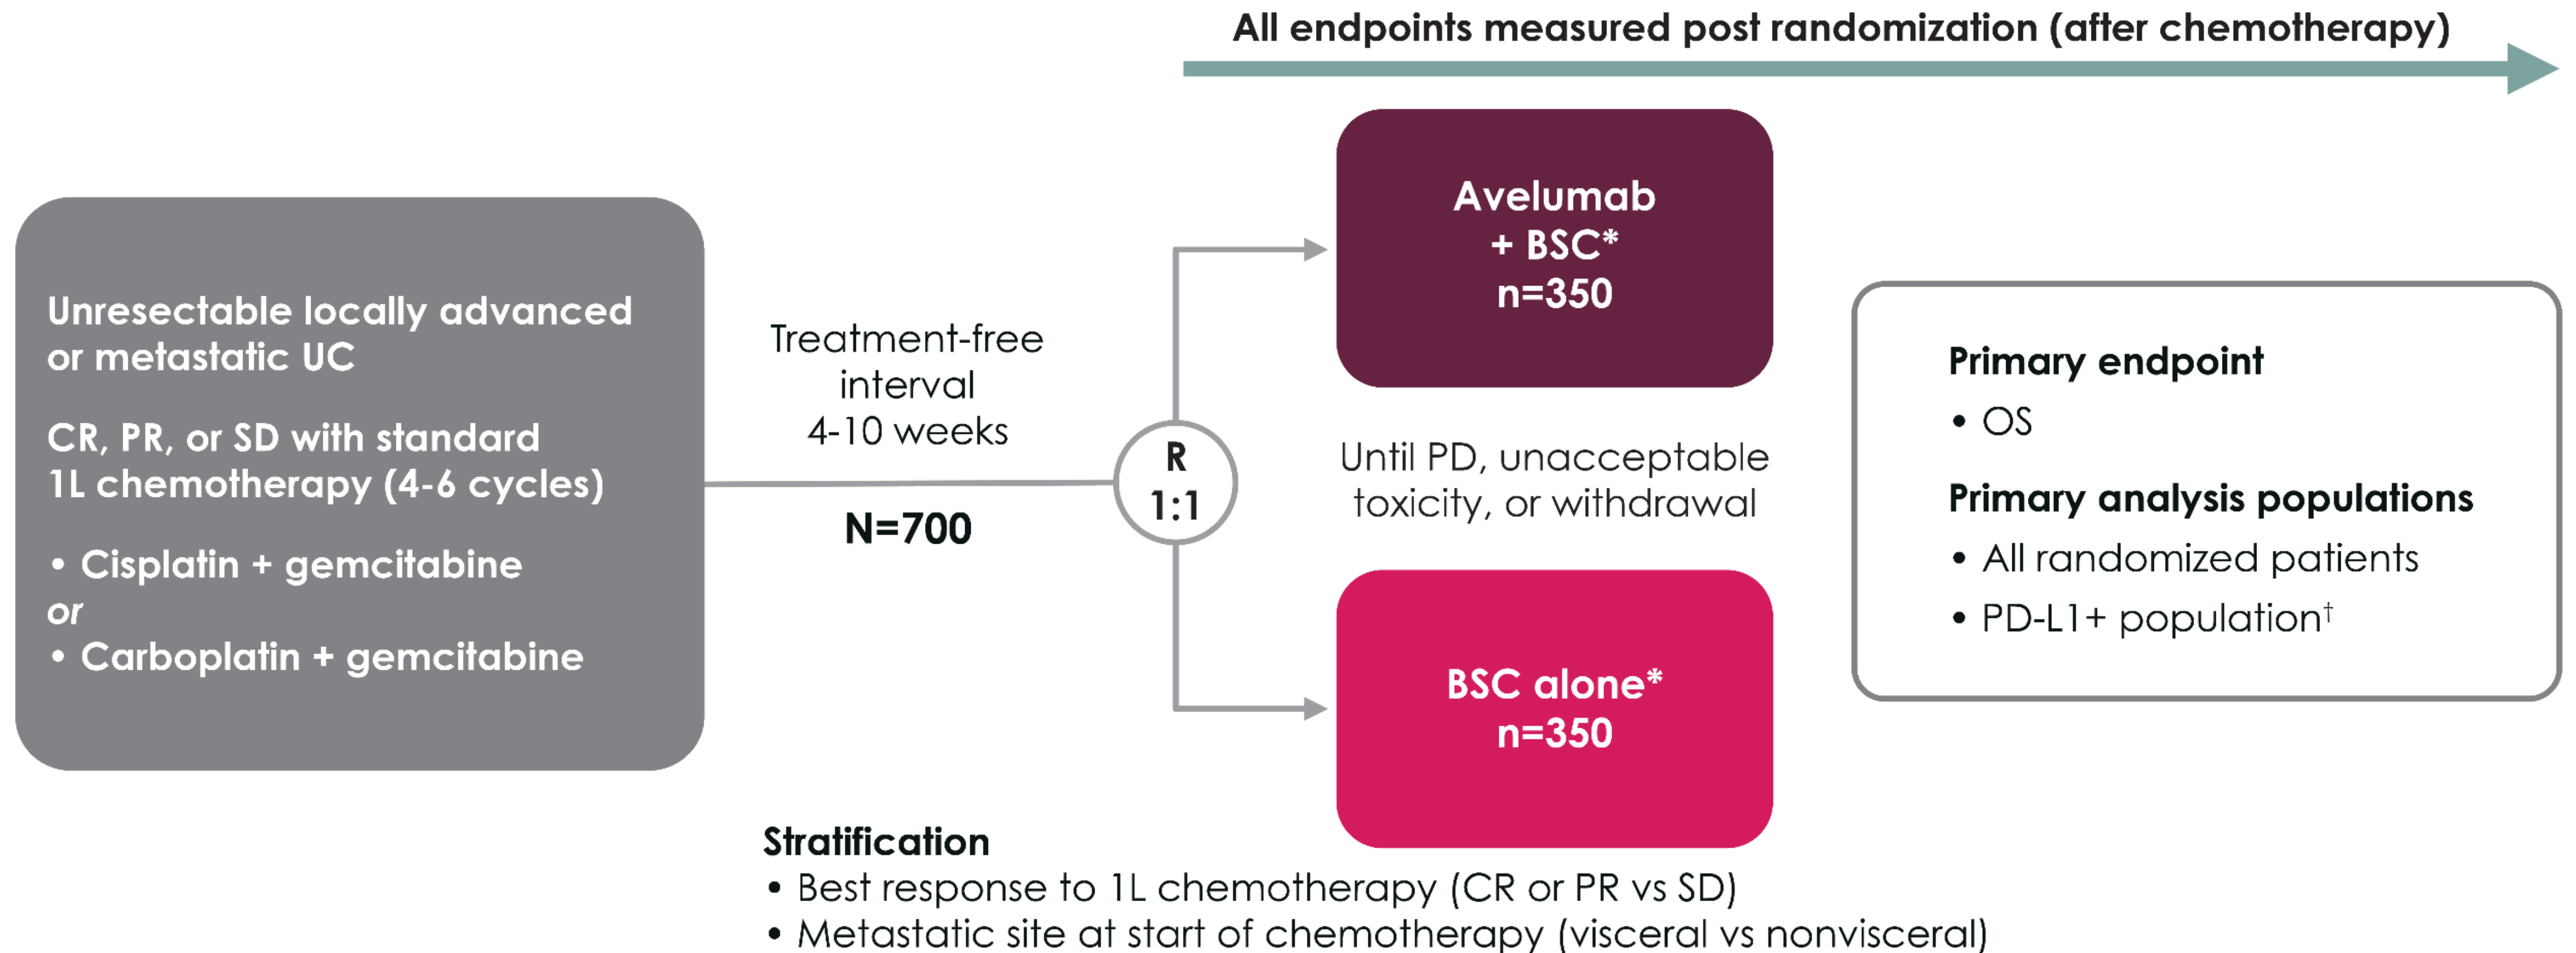 All endpoints measured post randomization (after chemotherapy)
Unresectable locally advanced
or metastatic UC
CR, PR, or SD with standard
1L chemotherapy (4-6 cycles)
• Cisplatin + gemcitabine
or
• Carboplatin + gemcitabine
Treatment-free
interval
4-10 weeks
N=700
R
1:1
Avelumab
+ BSC*
n=350
Until PD, unacceptable
toxicity, or withdrawal
BSC alone*
n=350
Primary endpoint
• OS
Primary analysis populations
• All randomized patients
• PD-L1+ population†
Stratification
• Best response to 1L chemotherapy (CR or PR vs SD)
• Metastatic site at start of chemotherapy (visceral vs nonvisceral)